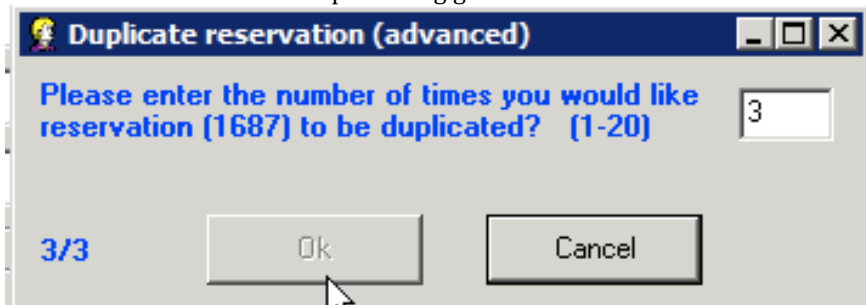 Duplicate reservation (advanced)
Please enter the number of times you would like
reservation (1687) to be duplicated? (1-20)
3
3/3
Ok
Cancel